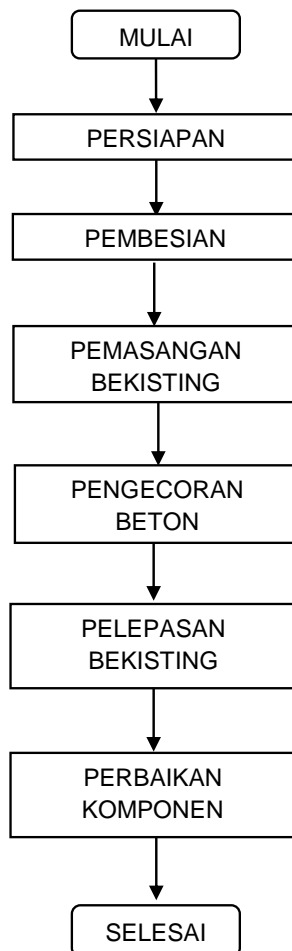 MULAI
PERSIAPAN
PEMBESIAN
PEMASANGAN
BEKISTING
PENGECORAN
BETON
PELEPASAN
BEKISTING
PERBAIKAN
KOMPONEN
SELESAI